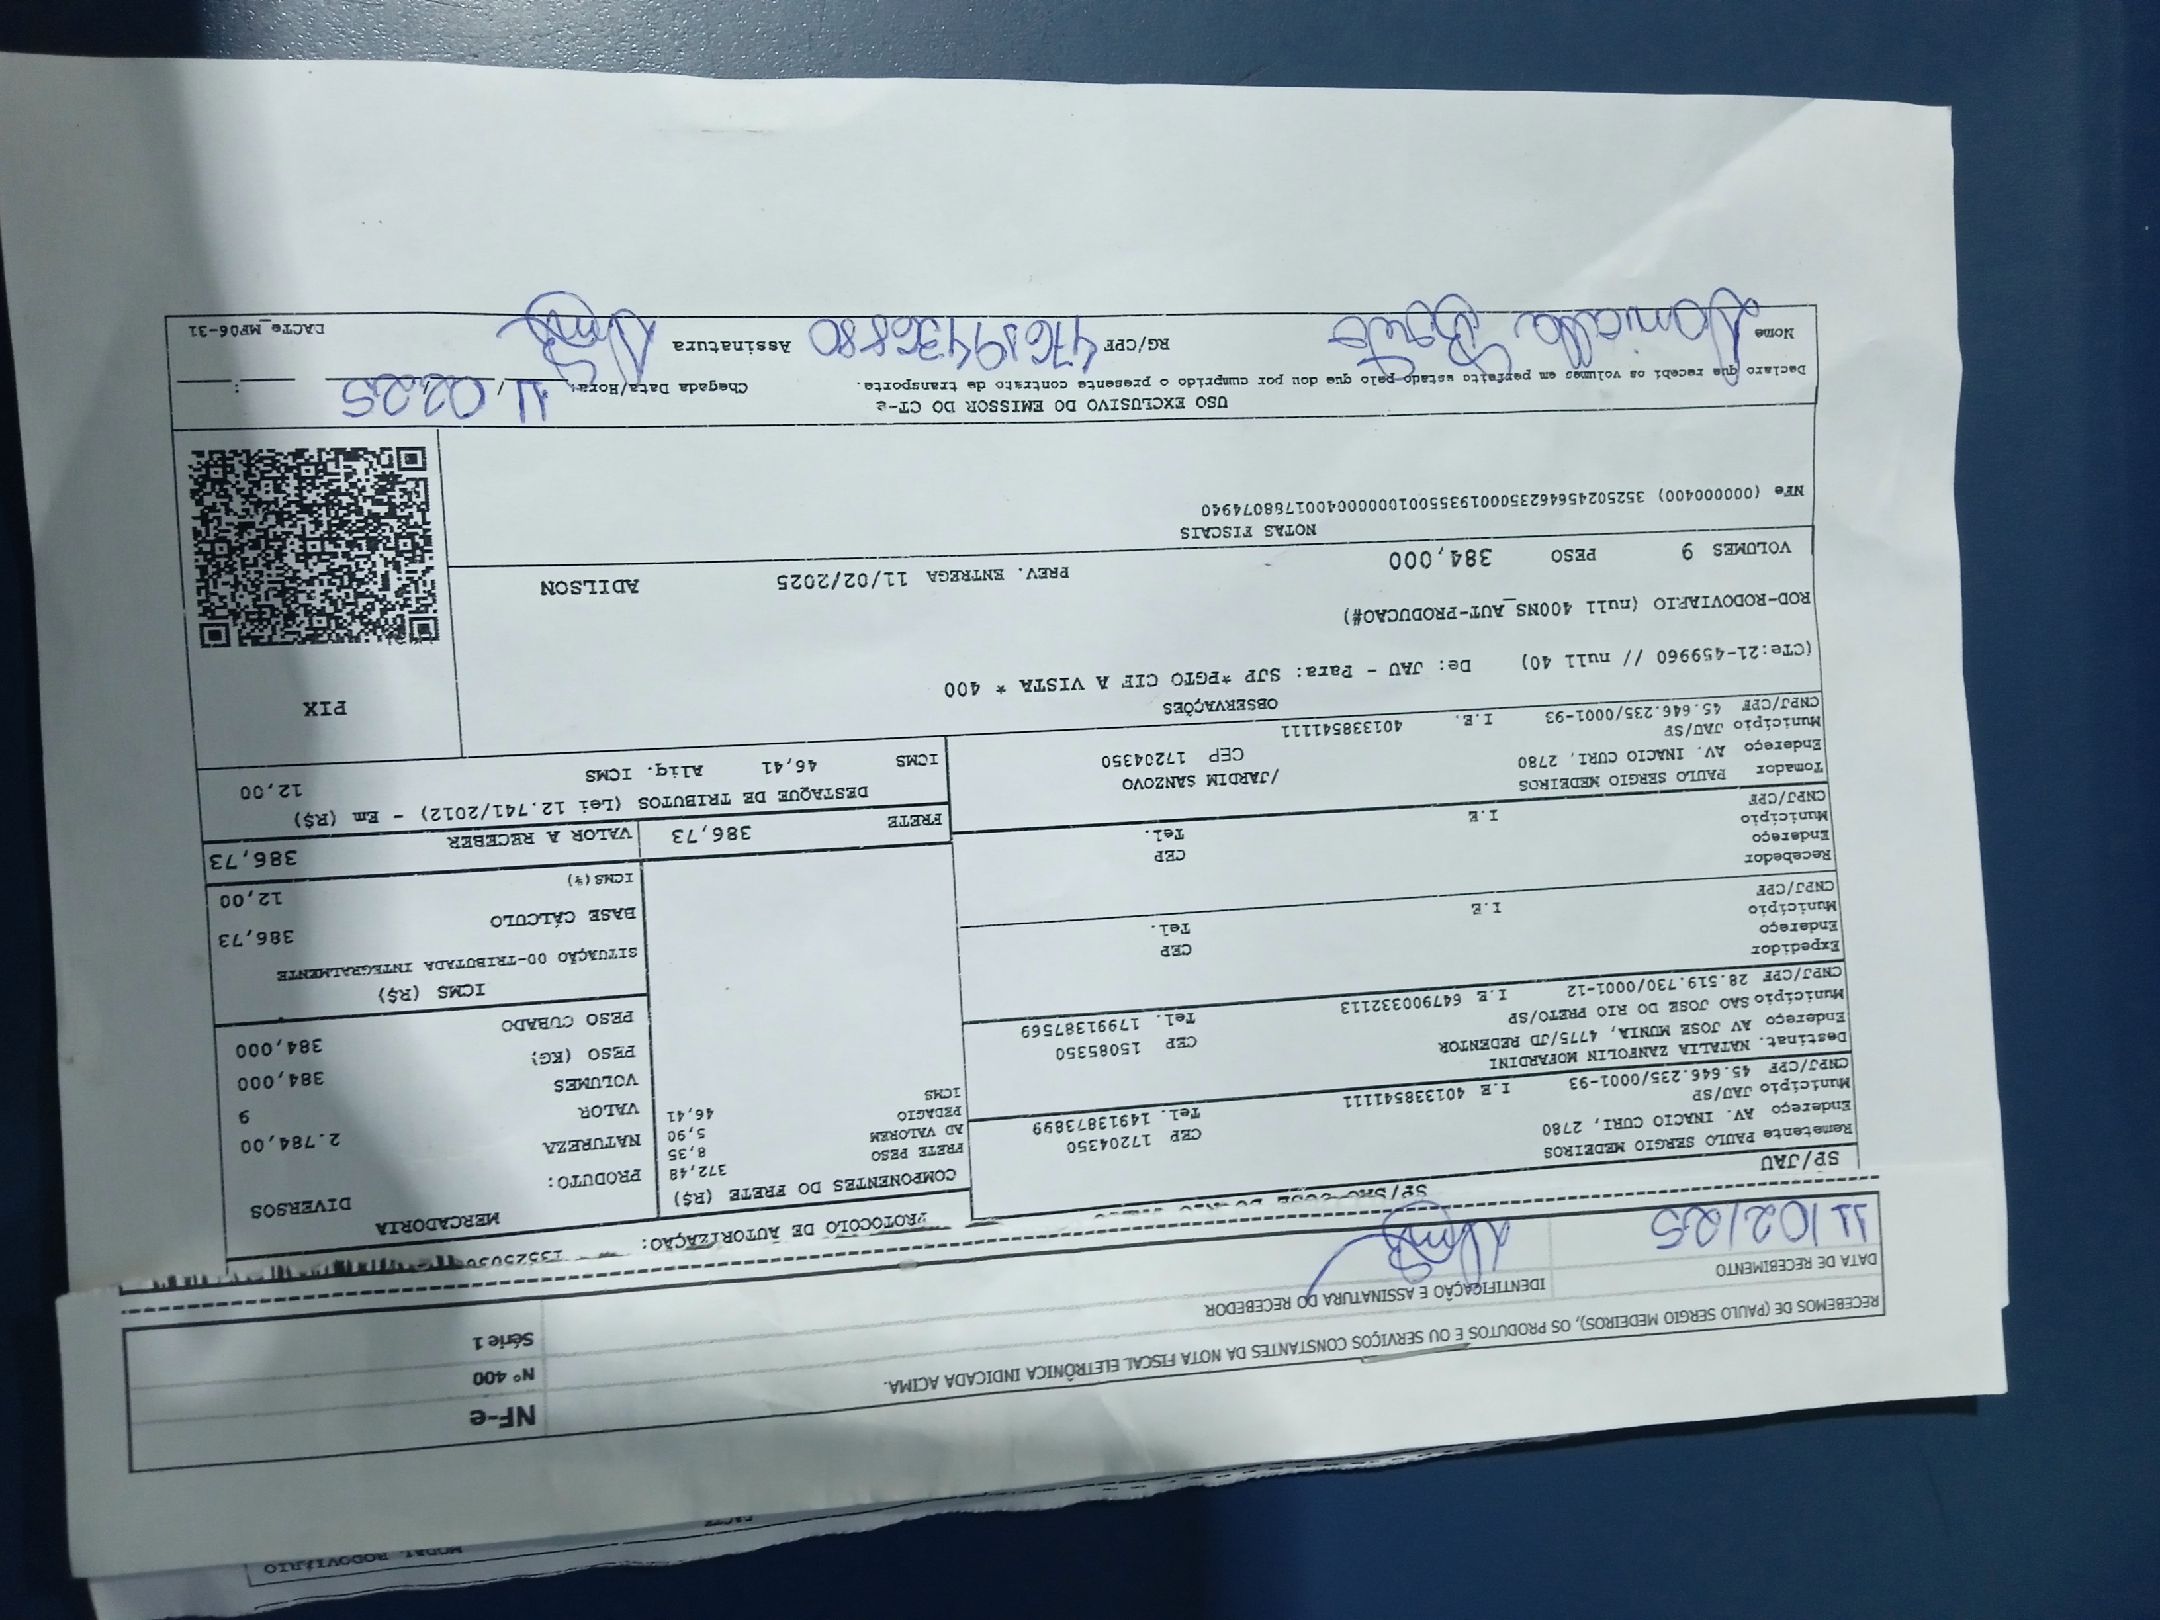 MODAL RODOVIÁRIO
DACTE
RECEBEMOS DE (PAULO SERGIO MEDEIROS), OS PRODUTOS E OU SERVIÇOS CONSTANTES DA NOTA FISCAL ELETRÔNICA INDICADA ACIMA.
NF-e
Nº 400
Série 1
DATA DE RECEBIMENTO
IDENTIFICAÇÃO E ASSINATURA DO RECEBEDOR
11/02/25
PROTOCOLO DE AUTORIZAÇÃO:
SP/JAU
Remetente PAULO SERGIO MEDEIROS
Endereço AV. INACIO CURI, 2780 CEP 17204350
Município JAU/SP Tel. 14913873899
CNPJ/CPF 45.646.235/0001-93 I.E 401338541111
Destinat. NATALIA ZANFOLIN MOFARDINI
Endereço AV JOSE MUNIA, 4775/JD REDENTOR CEP 15085350
Município SAO JOSE DO RIO PRETO/SP Tel. 17991387569
CNPJ/CPF 28.519.730/0001-12 I.E 647900332113
Expedidor
Endereço CEP
Município Tel.
CNPJ/CPF I.E
Recebedor
Endereço CEP
Município Tel.
CNPJ/CPF I.E
Tomador PAULO SERGIO MEDEIROS /JARDIM SANZOVO
Endereço AV. INACIO CURI, 2780 CEP 17204350
Município JAU/SP
CNPJ/CPF 45.646.235/0001-93 I.E. 401338541111
COMPONENTES DO FRETE (R$)
FRETE PESO 372,48
AD VALOREM 8,35
PEDAGIO 5,90
ICMS 46,41
FRETE 386,73
MERCADORIA
PRODUTO: DIVERSOS
NATUREZA
VALOR 2.784,00
VOLUMES 9
PESO (KG) 384,000
PESO CUBADO 384,000
ICMS (R$)
SITUAÇÃO 00-TRIBUTADA INTEGRALMENTE
BASE CÁLCULO 386,73
ICMS(%) 12,00
VALOR A RECEBER 386,73
DESTAQUE DE TRIBUTOS (Lei 12.741/2012) - Em (R$)
ICMS 46,41 Aliq. ICMS 12,00
OBSERVAÇÕES
(CTe:21-459960 // null 40) De: JAU - Para: SJP *PGTO CIF A VISTA * 400
ROD-RODOVIARIO (null 400NS_AUT-PRODUCAO#)
PREV. ENTREGA 11/02/2025 ADILSON
VOLUMES 9 PESO 384,000
PIX
NOTAS FISCAIS
NFe (000000400) 35250245646235000193550010000004001788074940
USO EXCLUSIVO DO EMISSOR DO CT-e
Declaro que recebi os volumes em perfeito estado pelo que dou por cumprido o presente contrato de transporte.
Chegada Data/Hora: 11/02/25 :
Nome RG/CPF 47619436880 Assinatura
DACTe_MF06-31